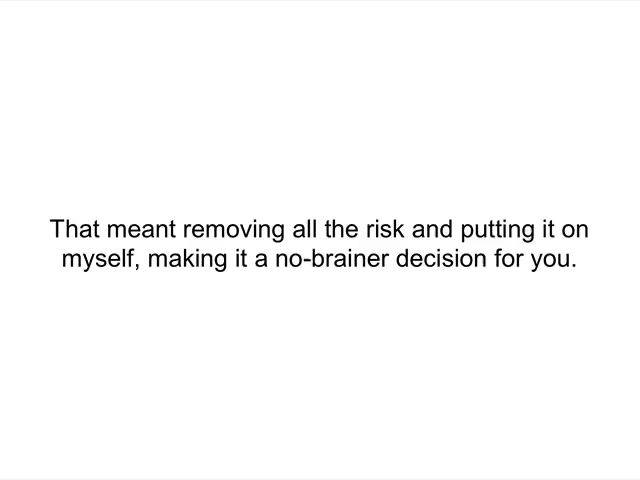 That meant removing all the risk and putting it on
myself, making it a no-brainer decision for you.